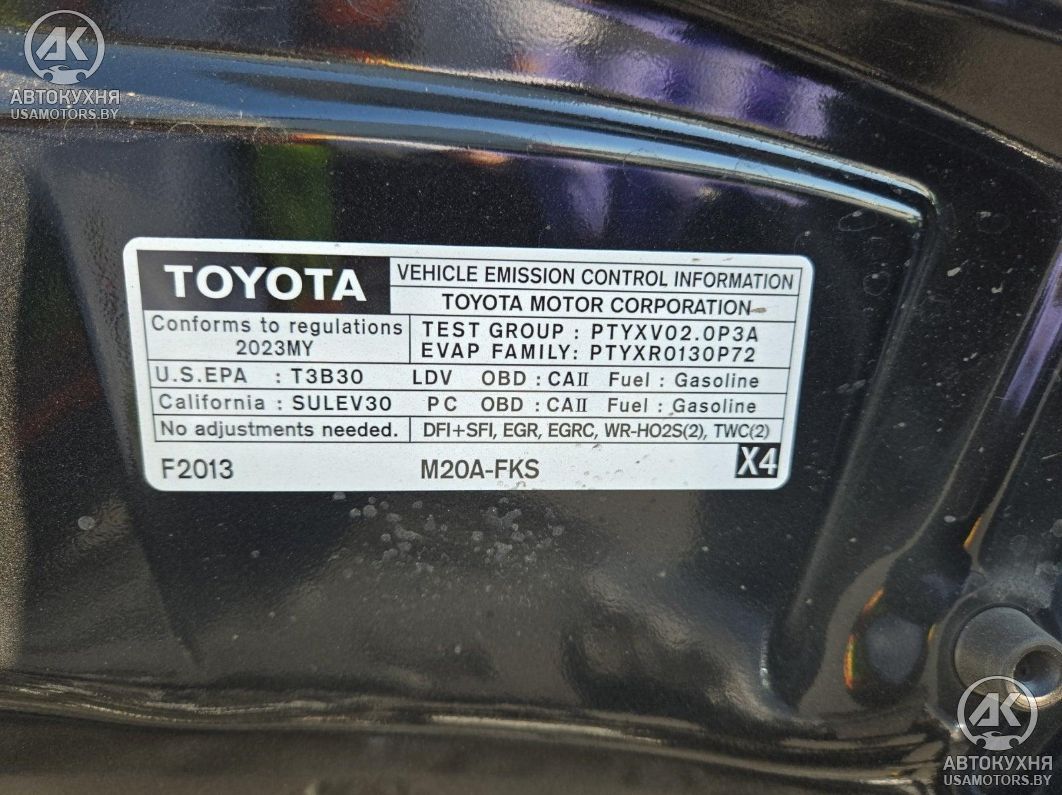 АК
АВТОКУХНЯ
USAMOTORS.BY
TOYOTA
VEHICLE EMISSION CONTROL INFORMATION
TOYOTA MOTOR CORPORATION
Conforms to regulations
2023MY
TEST GROUP : PTYXV02.0P3A
EVAP FAMILY: PTYXR0130P72
U.S.EPA : T3B30 LDV OBD : CAII Fuel : Gasoline
California : SULEV30 PC OBD : CAII Fuel : Gasoline
No adjustments needed. DFI+SFI, EGR, EGRC, WR-HO2S(2), TWC(2)
F2013 M20A-FKS X4
АК
АВТОКУХНЯ
USAMOTORS.BY